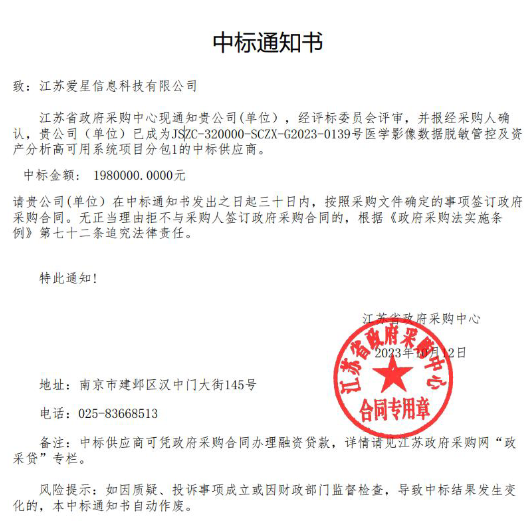 中标通知书
致：江苏爱星信息科技有限公司
江苏省政府采购中心现通知贵公司(单位)，经评标委员会评审，并报经采购人确
认，贵公司（单位）已成为JSZC-320000-SCZX-G2023-0139号医学影像数据脱敏管控及资
产分析高可用系统项目分包1的中标供应商。
中标金额: 1980000.0000元
请贵公司(单位）在中标通知书发出之日起三十日内，按照采购文件确定的事项签订政府
采购合同。无正当理由拒不与采购人签订政府采购合同的，根据《政府采购法实施条
例》第七十二条追究法律责任。
特此通知!
江苏省政府采购中心
2023年10月12日
江苏省政府采购中心
合同专用章
地址：南京市建邺区汉中门大街145号
电话：025-83668513
备注：中标供应商可凭政府采购合同办理融资贷款，详情请见江苏政府采购网“政
采贷”专栏。
风险提示：如因质疑、投诉事项成立或因财政部门监督检查，导致中标结果发生变
化的，本中标通知书自动作废。